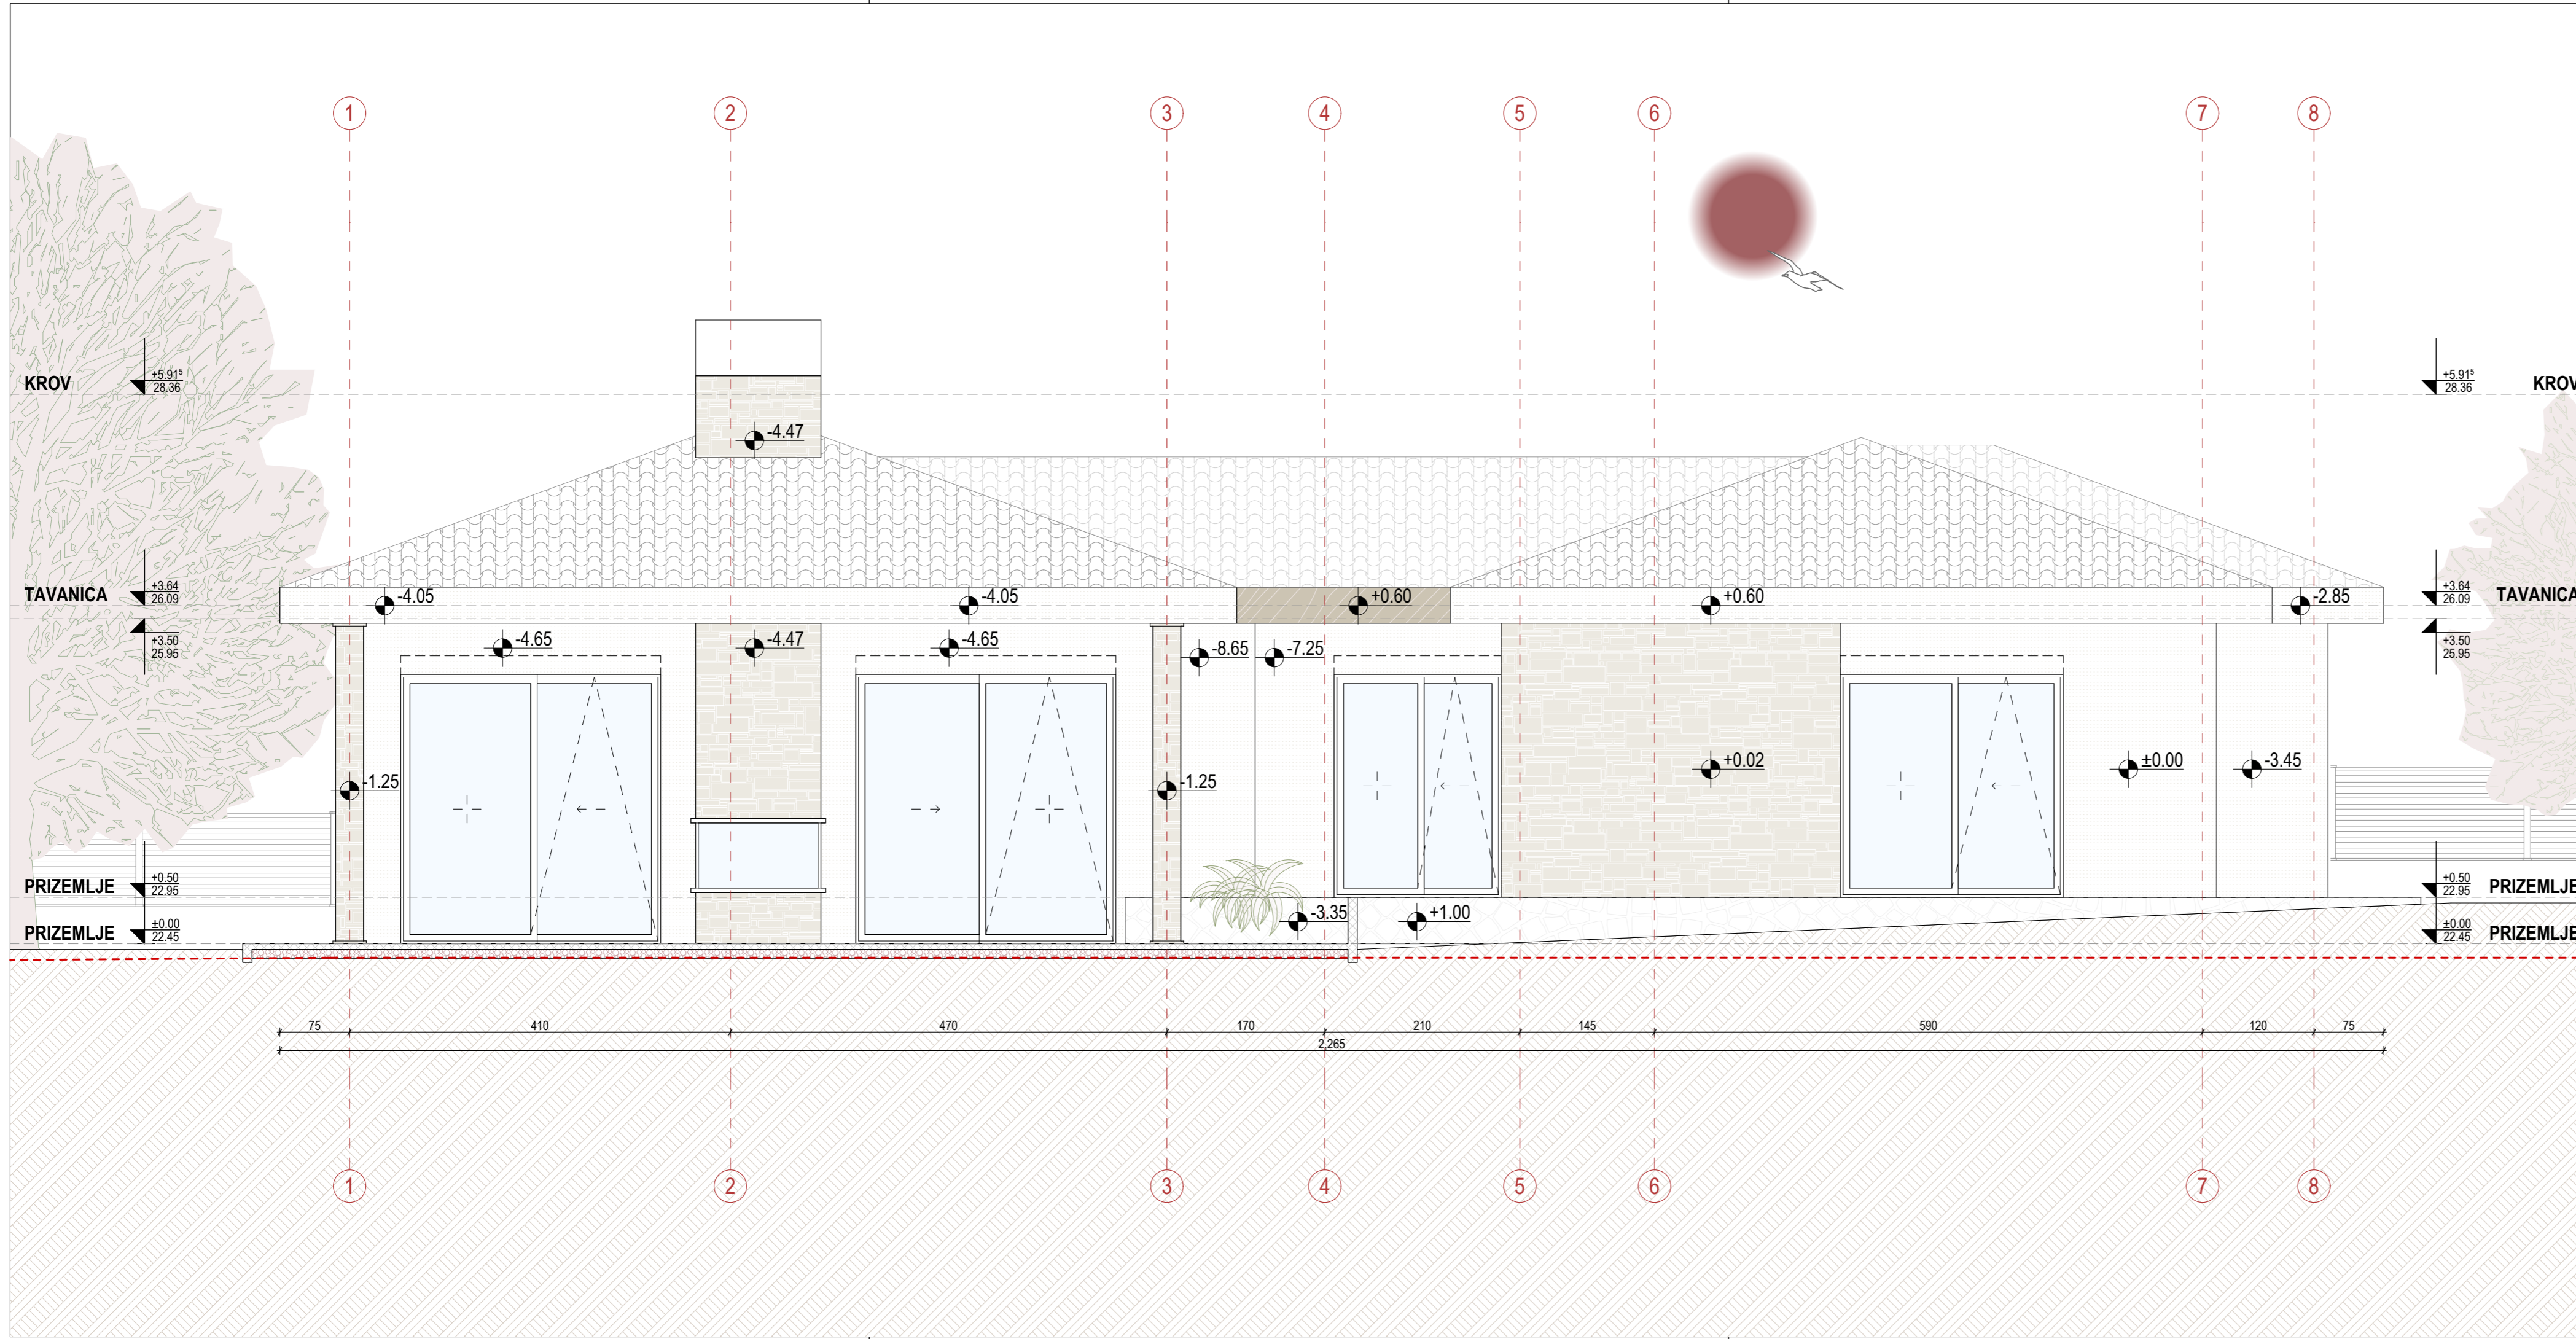 1 2 3 4 5 6 7 8
KROV +5.91⁵ +5.91⁵ KROV
28.36 28.36
-4.47
TAVANICA +3.64 -4.05 -4.05 +0.60 +0.60 -2.85 +3.64 TAVANICA
26.09 26.09
+3.50 -4.65 -4.47 -4.65 -8.65 -7.25 +3.50
25.95 25.95
-1.25 -1.25 +0.02 ±0.00 -3.45
PRIZEMLJE +0.50 +0.50 PRIZEMLJE
22.95 22.95
-3.35 +1.00
PRIZEMLJE ±0.00 ±0.00 PRIZEMLJE
22.45 22.45
75 410 470 170 210 145 590 120 75
2,265
1 2 3 4 5 6 7 8